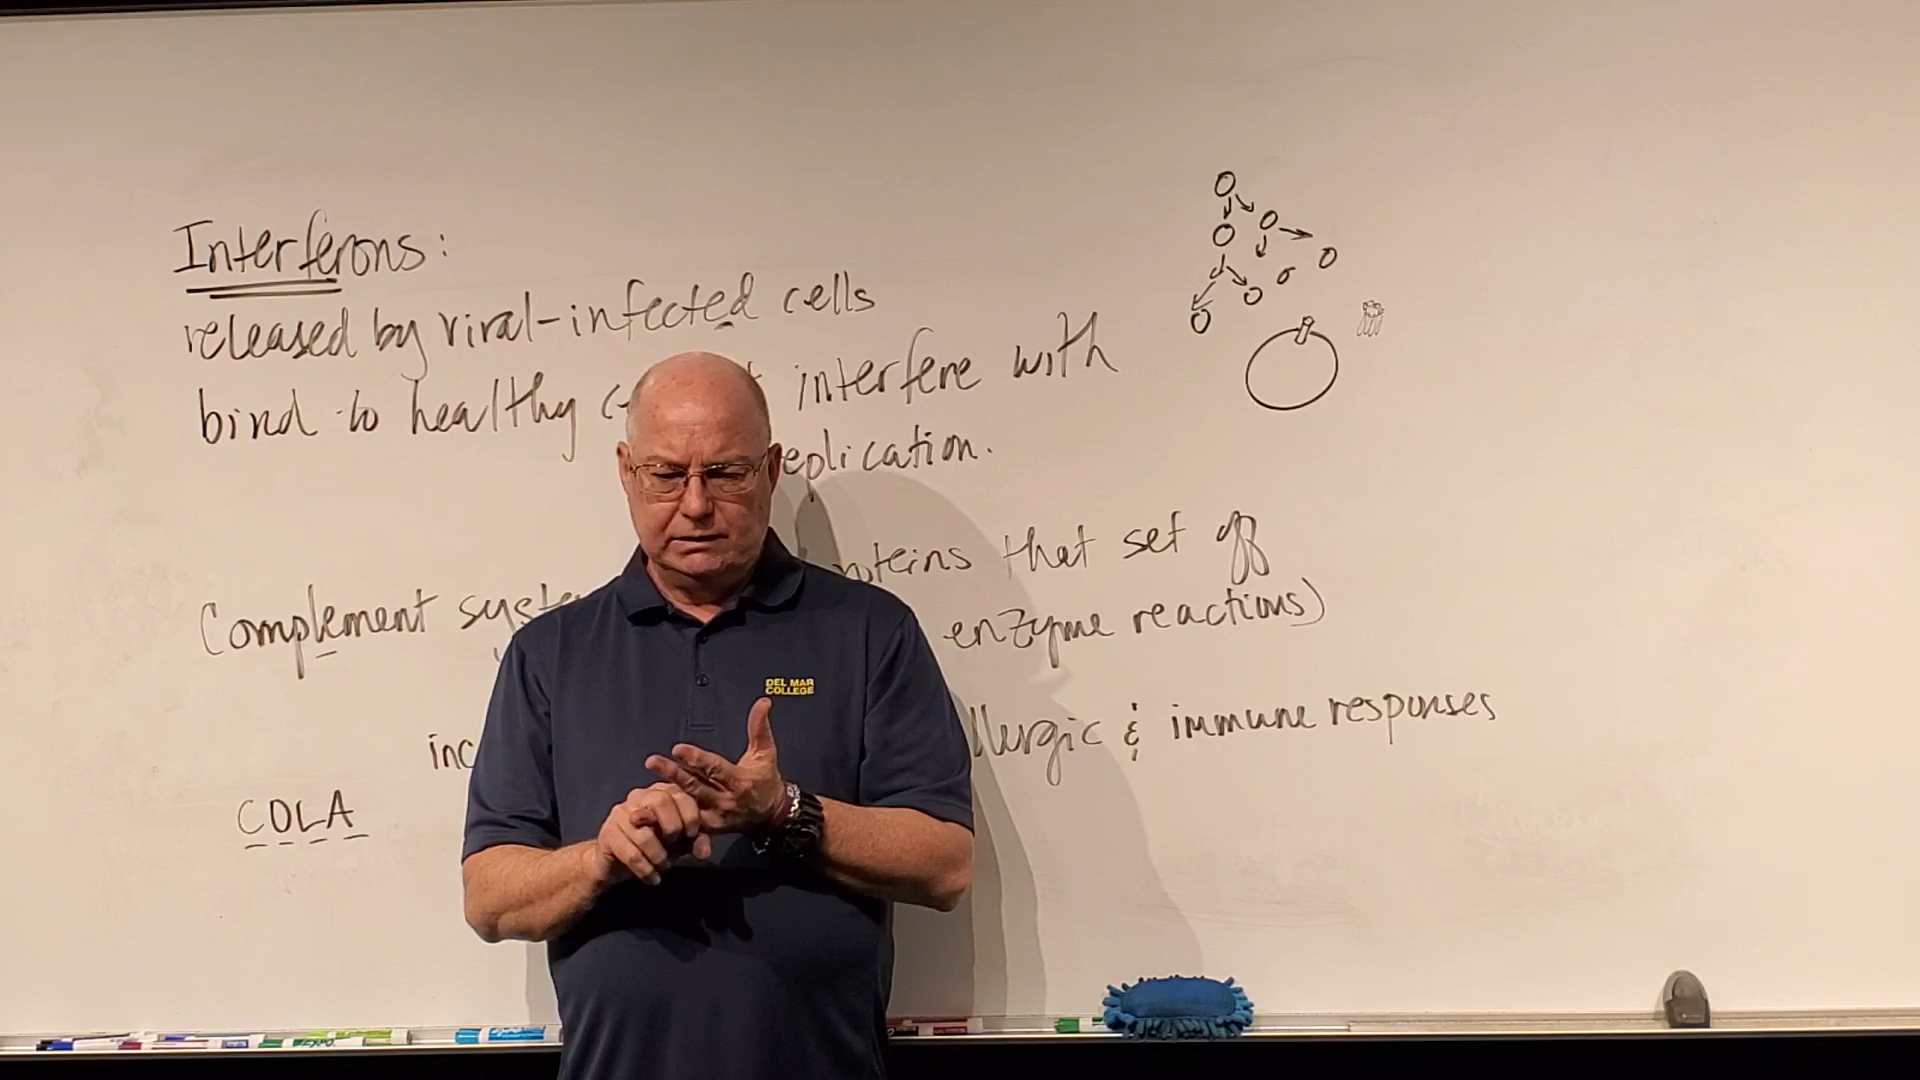 Interferons:
released by viral-infected cells
bind to healthy interfere with
eplication.
Complement syste oteins that set off
enzyme reactions)
inc llergic & immune responses
COLA
DEL MAR
COLLEGE